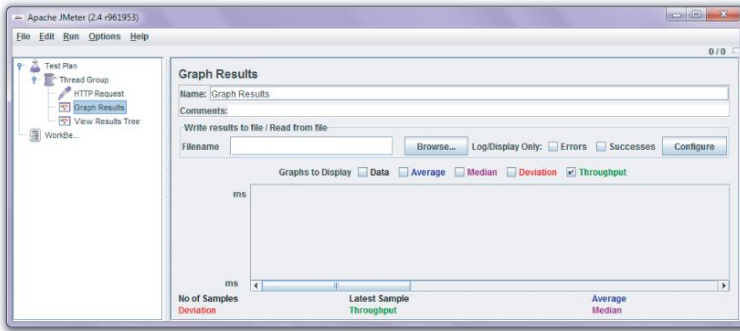 Apache JMeter (2.4 r961953)
File Edit Run Options Help
0 / 0
Test Plan
Thread Group
HTTP Request
Graph Results
View Results Tree
WorkBe...
Graph Results
Name: Graph Results
Comments:
Write results to file / Read from file
Filename Browse... Log/Display Only: Errors Successes Configure
Graphs to Display Data Average Median Deviation Throughput
ms
ms
No of Samples Latest Sample Average
Deviation Throughput Median